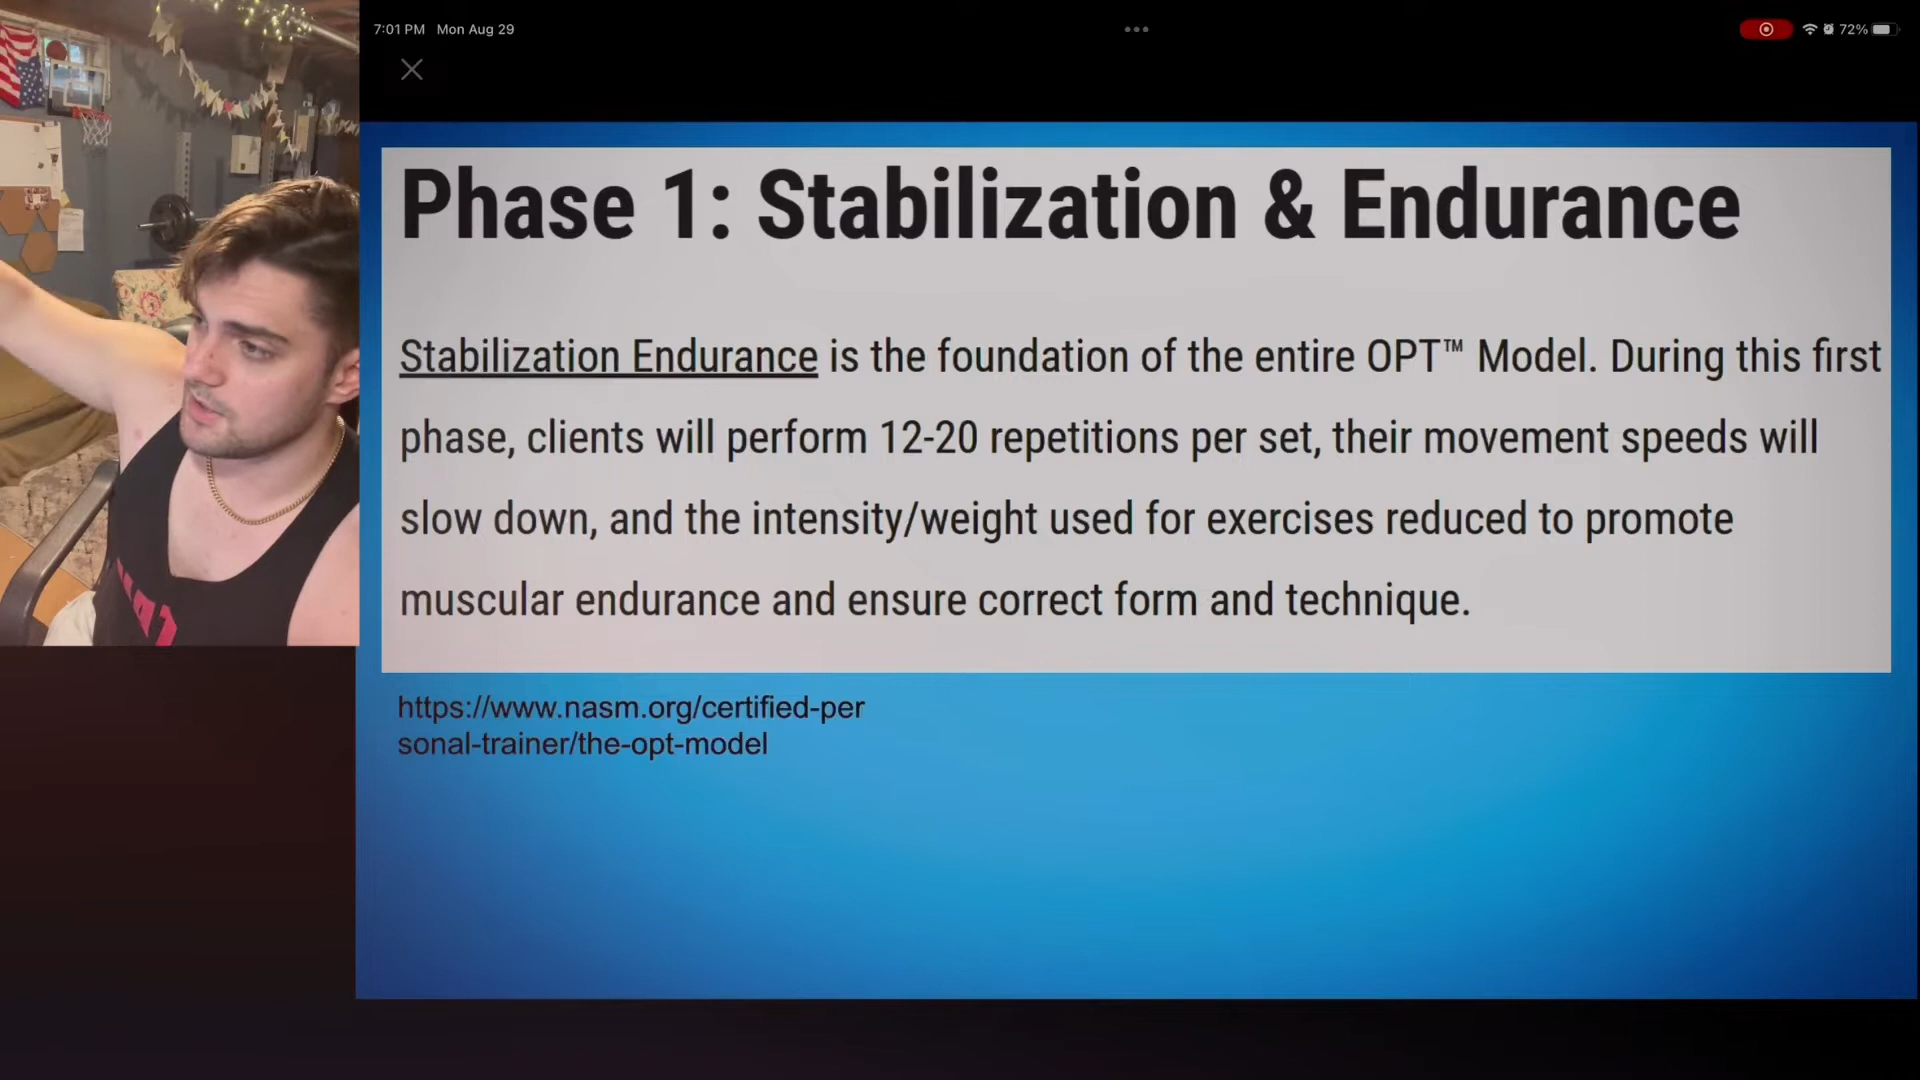 7:01 PM Mon Aug 29
72%
Phase 1: Stabilization & Endurance
Stabilization Endurance is the foundation of the entire OPT™ Model. During this first
phase, clients will perform 12-20 repetitions per set, their movement speeds will
slow down, and the intensity/weight used for exercises reduced to promote
muscular endurance and ensure correct form and technique.
https://www.nasm.org/certified-per
sonal-trainer/the-opt-model